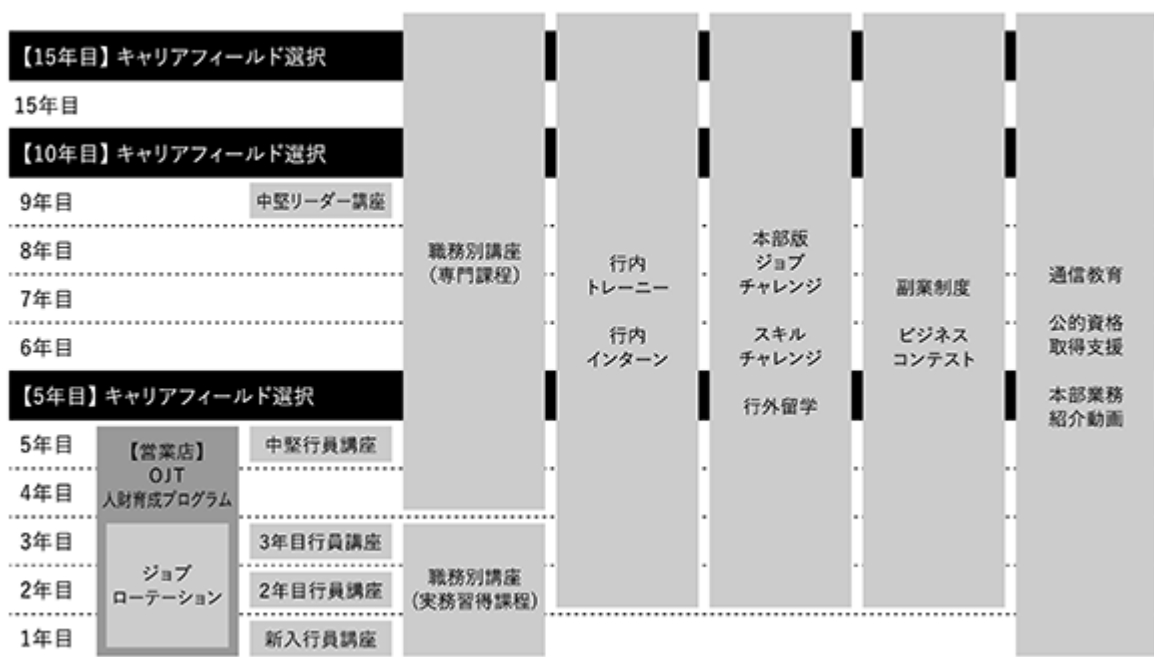 【15年目】キャリアフィールド選択
15年目
【10年目】キャリアフィールド選択
9年目
中堅リーダー講座
8年目
7年目
6年目
【5年目】キャリアフィールド選択
5年目
中堅行員講座
4年目
3年目
3年目行員講座
2年目
2年目行員講座
1年目
新入行員講座
【営業店】
OJT
人財育成プログラム
ジョブ
ローテーション
職務別講座
(専門課程)
職務別講座
(実務習得課程)
行内
トレーニー
行内
インターン
本部版
ジョブ
チャレンジ
スキル
チャレンジ
行外留学
副業制度
ビジネス
コンテスト
通信教育
公的資格
取得支援
本部業務
紹介動画